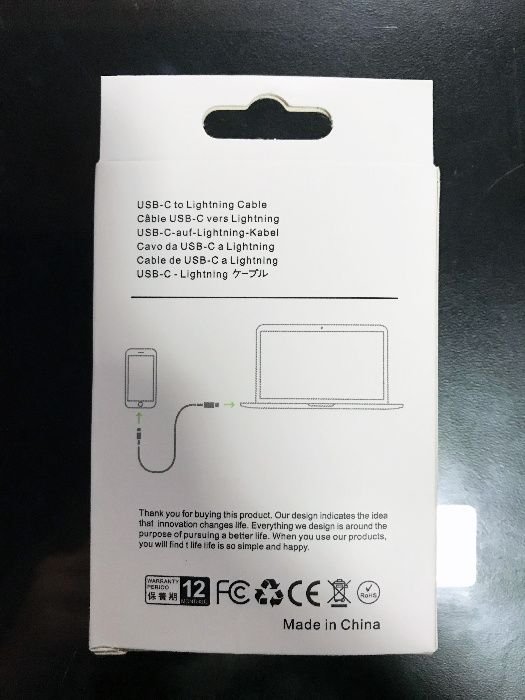 USB-C to Lightning Cable
Câble USB-C vers Lightning
USB-C-auf-Lightning-Kabel
Cavo da USB-C a Lightning
Cable de USB-C a Lightning
USB-C - Lightning ケーブル
Thank you for buying this product. Our design indicates the idea
that innovation changes life. Everything we design is around the
purpose of pursuing a better life. When you use our products,
you will find t life life is so simple and happy.
WARRANTY
PERIOD
保養期
12
FC
CE
RoHS
Made in China